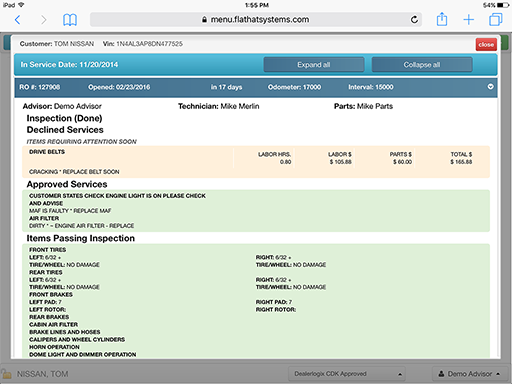 iPad 1:55 PM 54%
menu.flathatsystems.com
Customer: TOM NISSAN Vin: 1N4AL3AP8DN477525 close
In Service Date: 11/20/2014 Expand all Collapse all
RO #: 127908 Opened: 02/23/2016 in 17 days Odometer: 17000 Interval: 15000
Advisor: Demo Advisor Technician: Mike Merlin Parts: Mike Parts
Inspection (Done)
Declined Services
ITEMS REQUIRING ATTENTION SOON
DRIVE BELTS LABOR HRS. LABOR $ PARTS $ TOTAL $
0.80 $ 105.88 $ 60.00 $ 165.88
CRACKING * REPLACE BELT SOON
Approved Services
CUSTOMER STATES CHECK ENGINE LIGHT IS ON PLEASE CHECK
AND ADVISE
MAF IS FAULTY * REPLACE MAF
AIR FILTER
DIRTY * ~ ENGINE AIR FILTER - REPLACE
Items Passing Inspection
FRONT TIRES
LEFT: 6/32 + RIGHT: 6/32 +
TIRE/WHEEL: NO DAMAGE TIRE/WHEEL: NO DAMAGE
REAR TIRES
LEFT: 6/32 + RIGHT: 6/32 +
TIRE/WHEEL: NO DAMAGE TIRE/WHEEL: NO DAMAGE
FRONT BRAKES
LEFT PAD: 7 RIGHT PAD: 7
LEFT ROTOR: RIGHT ROTOR:
REAR BRAKES
CABIN AIR FILTER
BRAKE LINES AND HOSES
CALIPERS AND WHEEL CYLINDERS
HORN OPERATION
DOME LIGHT AND DIMMER OPERATION
NISSAN, TOM Dealerlogix CDK Approved Demo Advisor